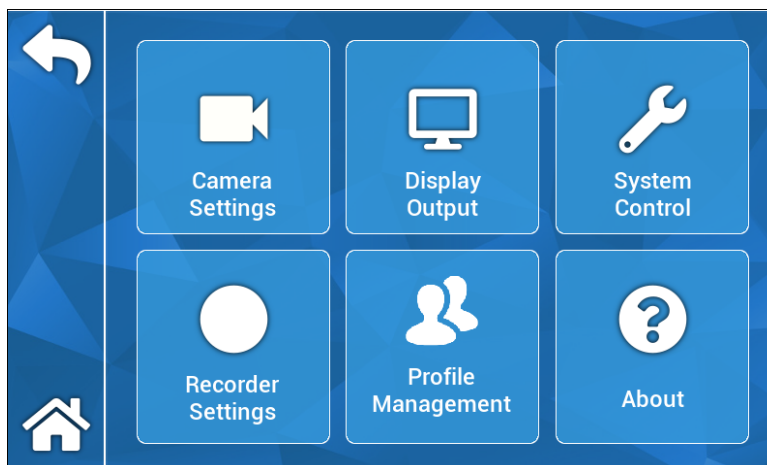 Camera
Settings
Display
Output
System
Control
Recorder
Settings
Profile
Management
About